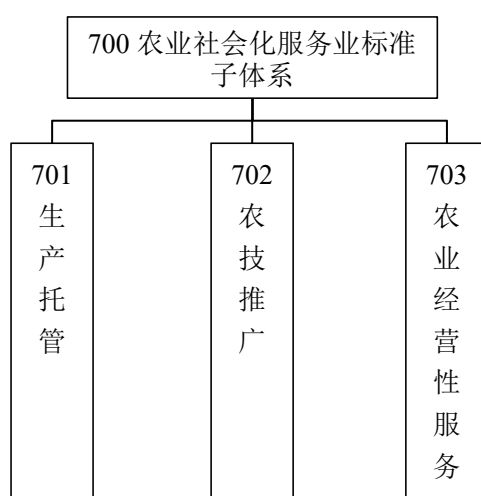 700 农业社会化服务业标准
子体系
701
生
产
托
管
702
农
技
推
广
703
农
业
经
营
性
服
务